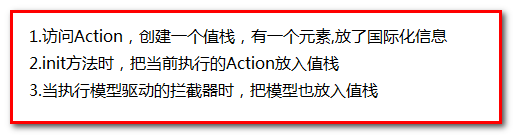 1.访问Action，创建一个值栈，有一个元素,放了国际化信息
2.init方法时，把当前执行的Action放入值栈
3.当执行模型驱动的拦截器时，把模型也放入值栈